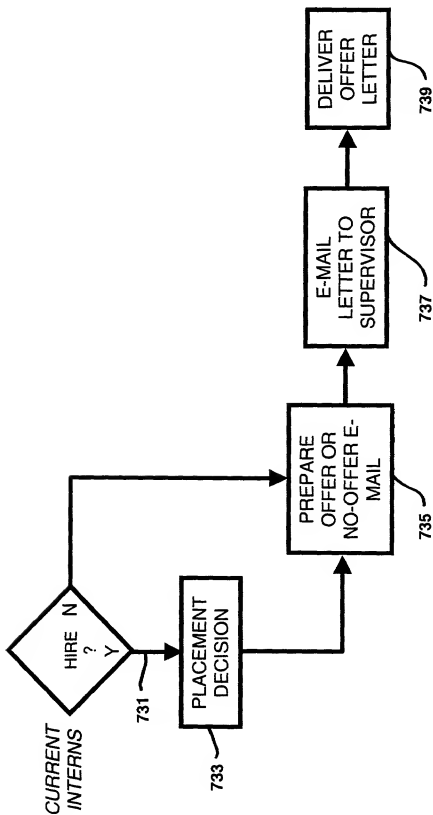 CURRENT
INTERNS
HIRE
?
N
Y
731
PLACEMENT
DECISION
733
PREPARE
OFFER OR
NO-OFFER E-
MAIL
735
E-MAIL
LETTER TO
SUPERVISOR
737
DELIVER
OFFER
LETTER
739